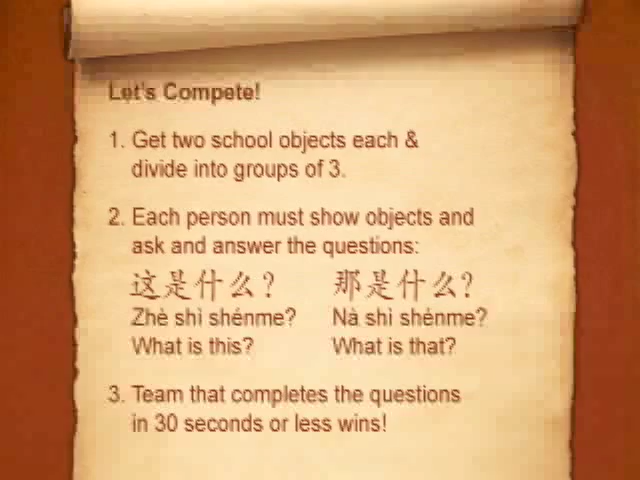 Let's Compete!
1. Get two school objects each &
divide into groups of 3.
2. Each person must show objects and
ask and answer the questions:
这是什么？ 那是什么？
Zhè shì shénme? Nà shì shénme?
What is this? What is that?
3. Team that completes the questions
in 30 seconds or less wins!